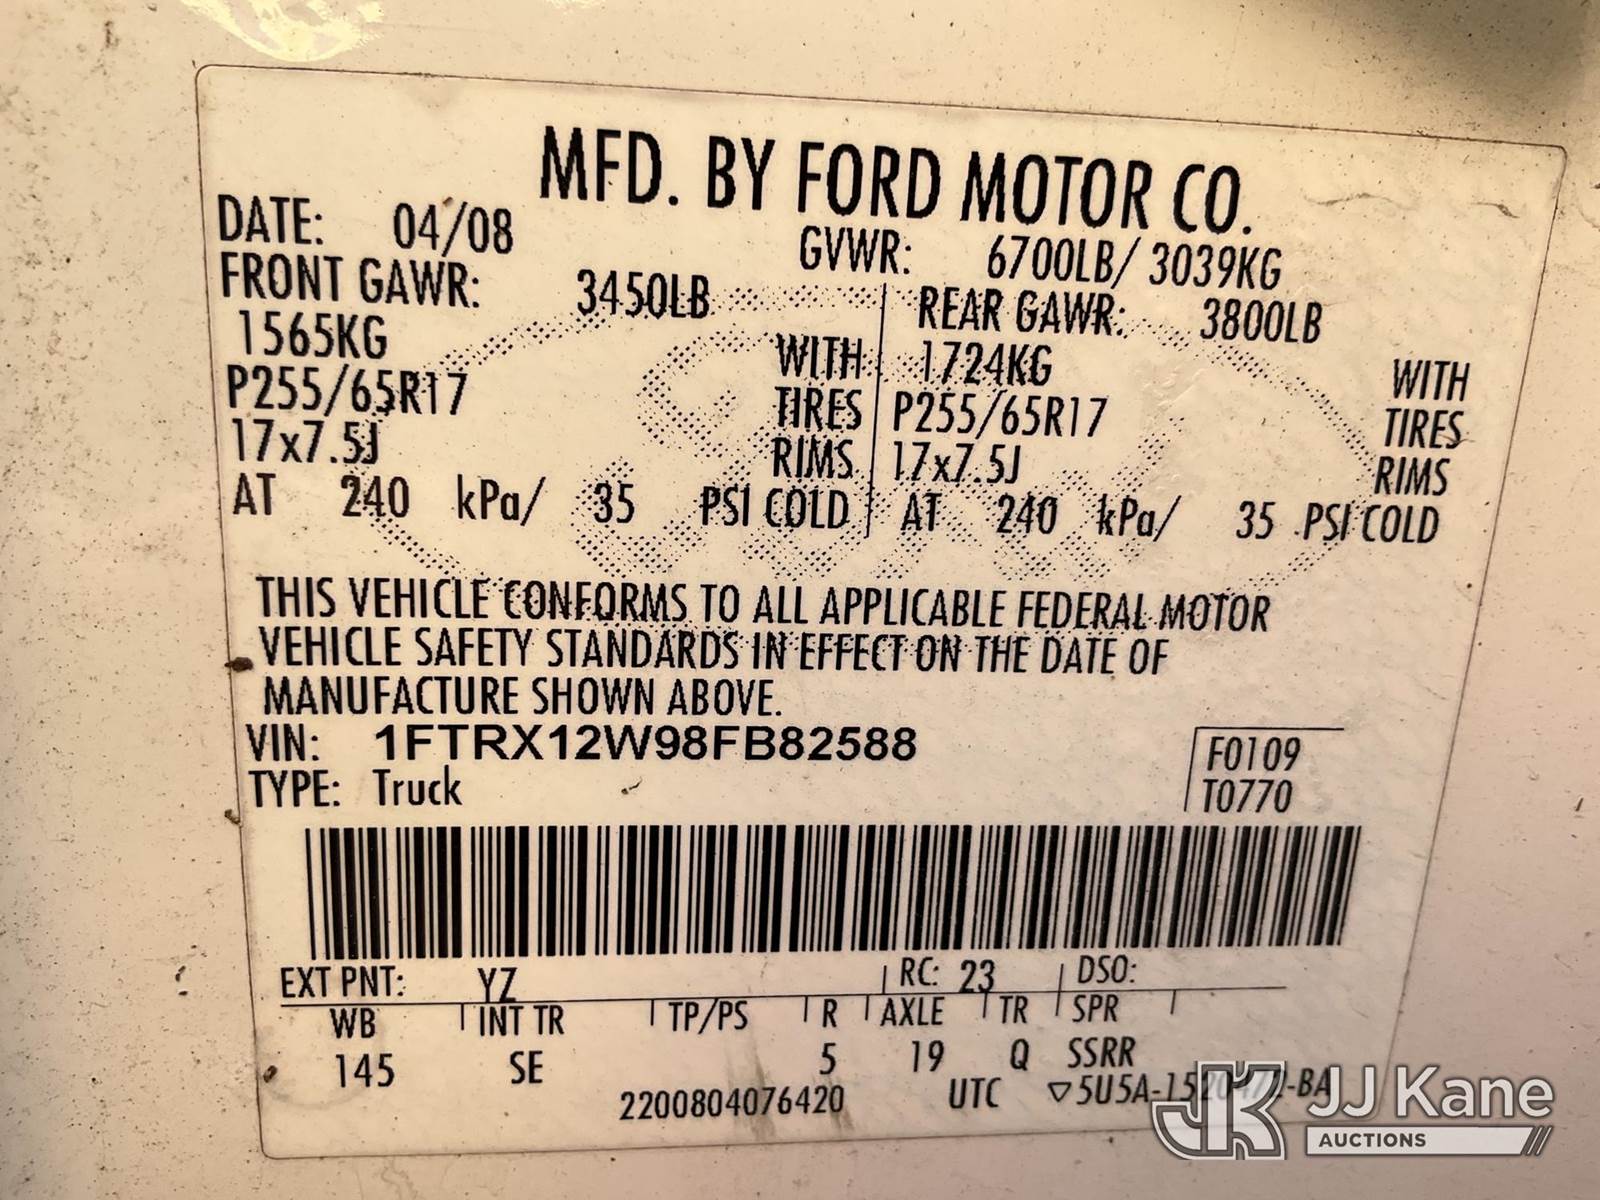 MFD. BY FORD MOTOR CO.
DATE: 04/08 GVWR: 6700LB/ 3039KG
FRONT GAWR: 3450LB REAR GAWR: 3800LB
1565KG WITH 1724KG WITH
P255/65R17 TIRES P255/65R17 TIRES
17x7.5J RIMS 17x7.5J RIMS
AT 240 kPa/ 35 PSI COLD AT 240 kPa/ 35 PSI COLD
THIS VEHICLE CONFORMS TO ALL APPLICABLE FEDERAL MOTOR
VEHICLE SAFETY STANDARDS IN EFFECT ON THE DATE OF
MANUFACTURE SHOWN ABOVE.
VIN: 1FTRX12W98FB82588 F0109
TYPE: Truck T0770
EXT PNT: YZ RC: 23 DSO:
WB INT TR TP/PS R AXLE TR SPR
145 SE 5 19 Q SSRR
2200804076420 UTC ▽5U5A-1520472-BA
JJ Kane
AUCTIONS